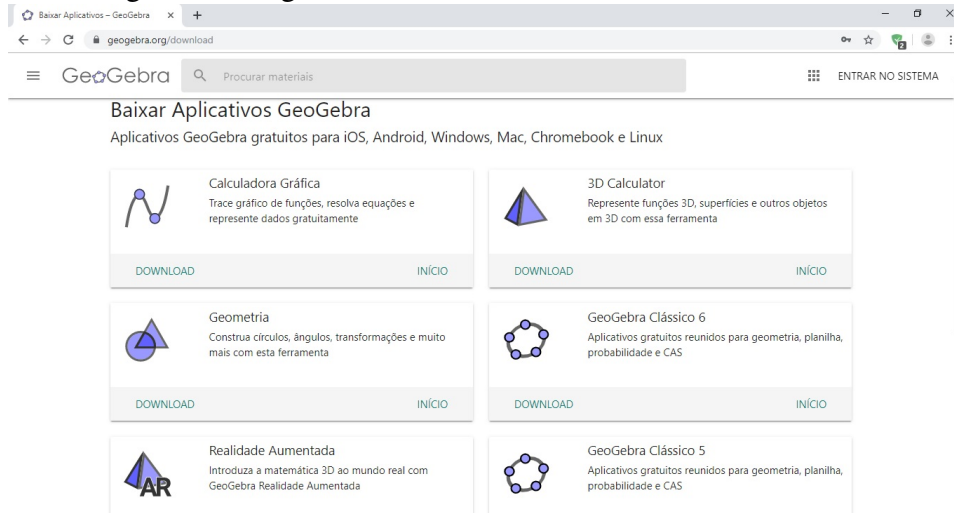 Baixar Aplicativos – GeoGebra
geogebra.org/download
2
GeoGebra
Procurar materiais
ENTRAR NO SISTEMA
Baixar Aplicativos GeoGebra
Aplicativos GeoGebra gratuitos para iOS, Android, Windows, Mac, Chromebook e Linux
Calculadora Gráfica
Trace gráfico de funções, resolva equações e
represente dados gratuitamente
DOWNLOAD
INÍCIO
3D Calculator
Represente funções 3D, superfícies e outros objetos
em 3D com essa ferramenta
DOWNLOAD
INÍCIO
Geometria
Construa círculos, ângulos, transformações e muito
mais com esta ferramenta
DOWNLOAD
INÍCIO
GeoGebra Clássico 6
Aplicativos gratuitos reunidos para geometria, planilha,
probabilidade e CAS
DOWNLOAD
INÍCIO
AR
Realidade Aumentada
Introduza a matemática 3D ao mundo real com
GeoGebra Realidade Aumentada
GeoGebra Clássico 5
Aplicativos gratuitos reunidos para geometria, planilha,
probabilidade e CAS